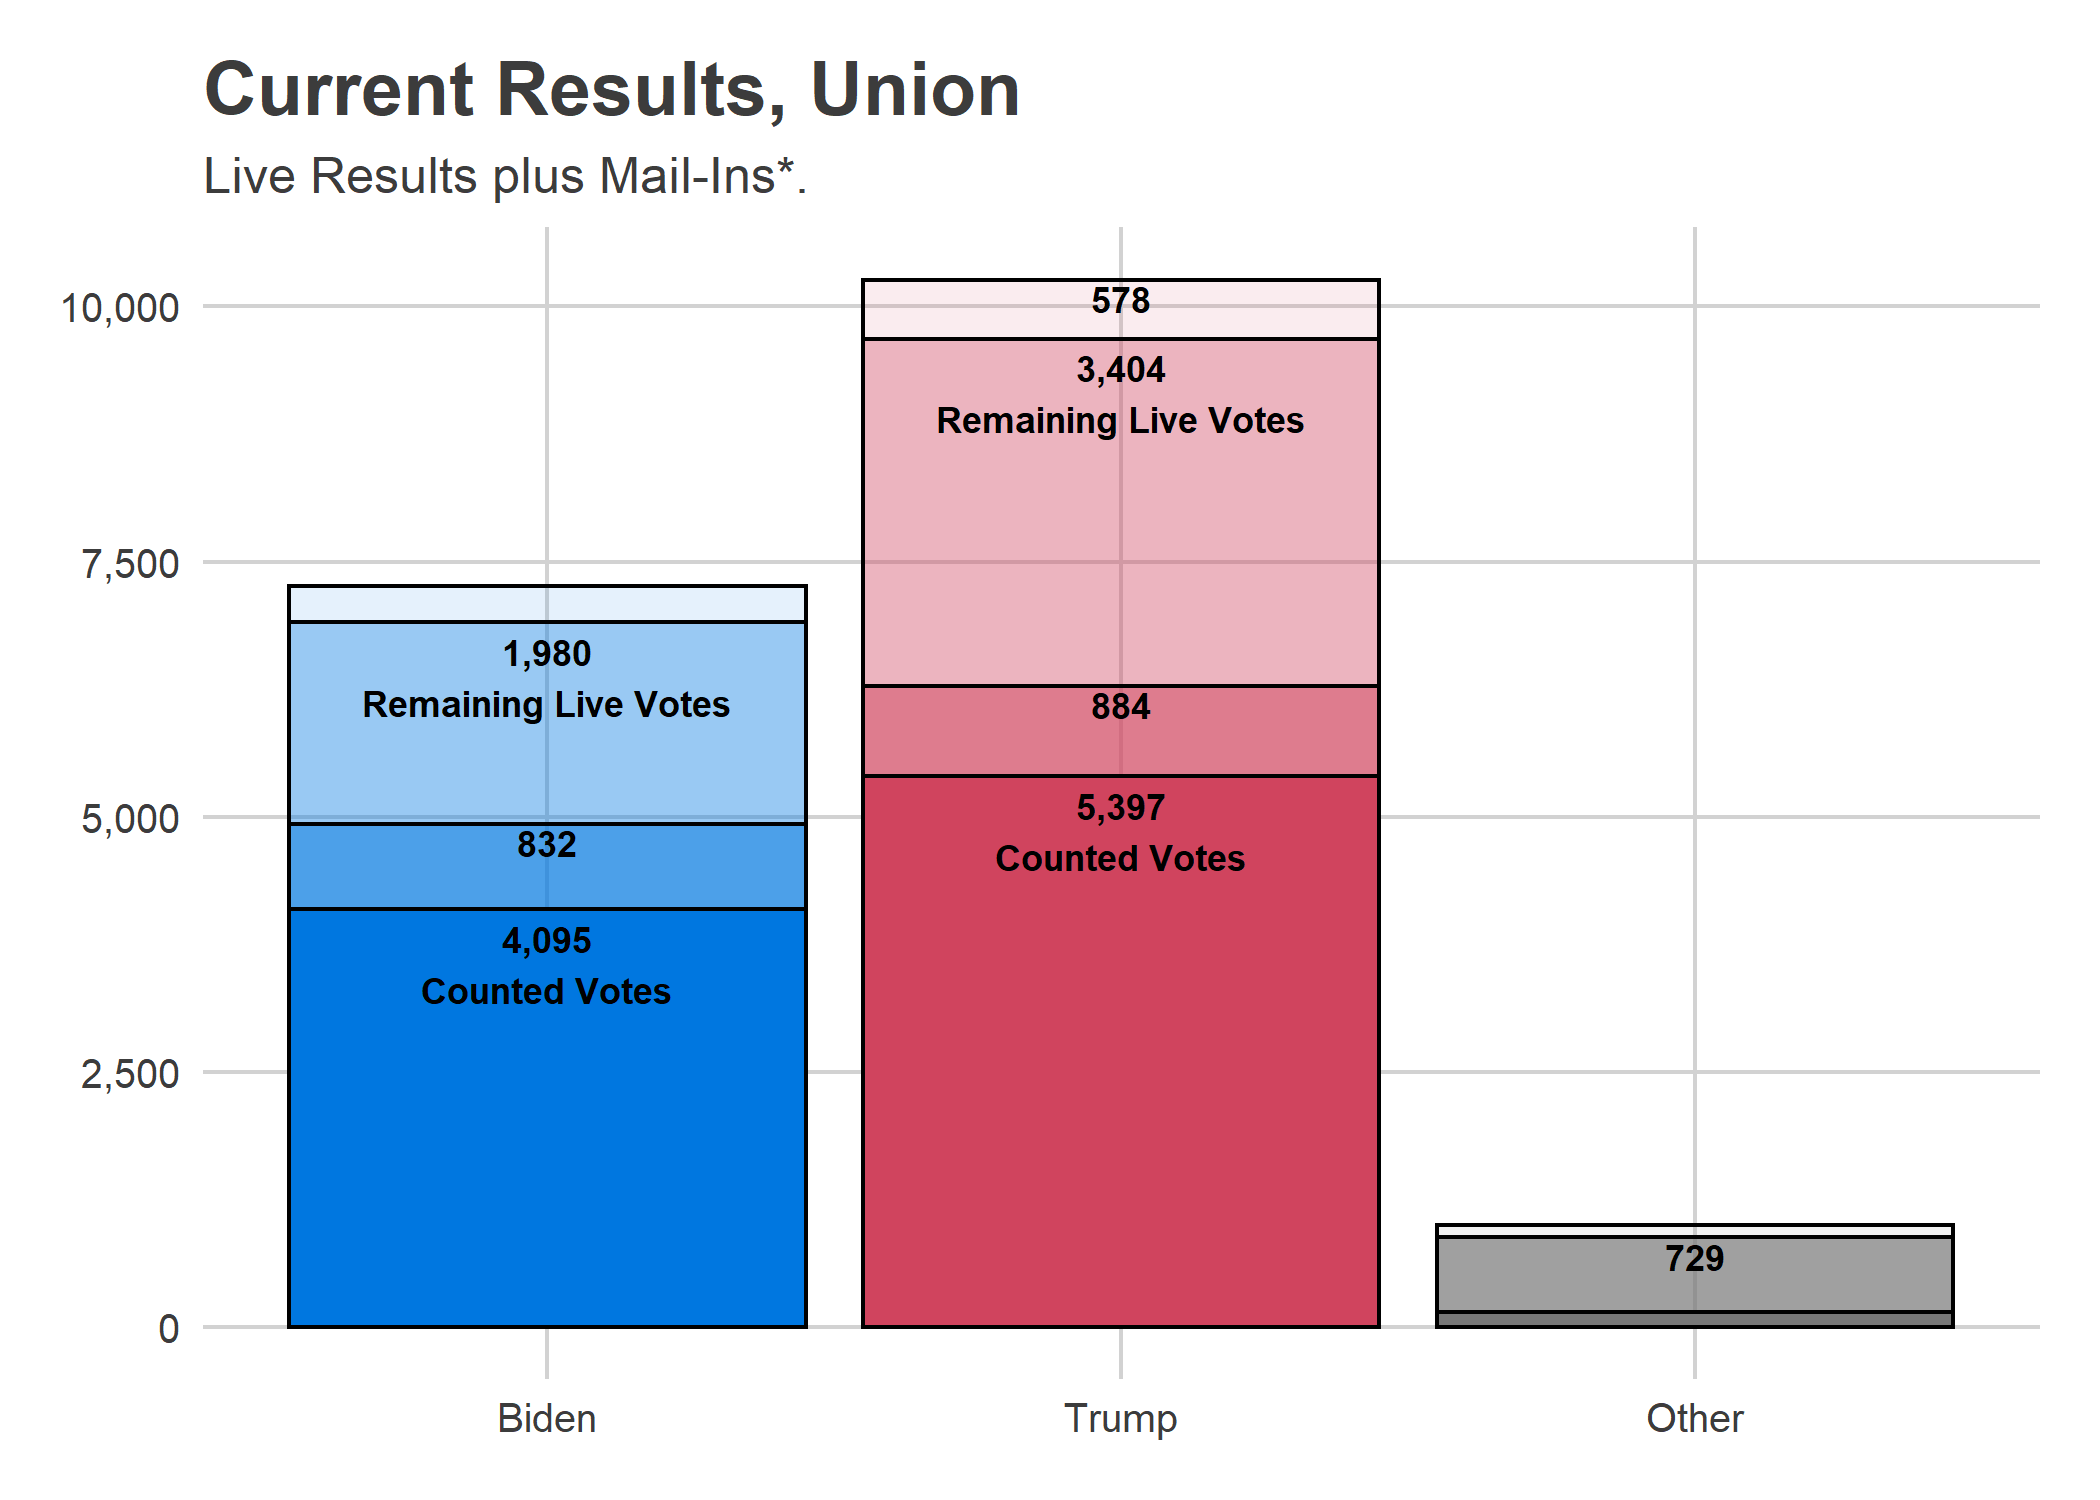 Current Results, Union
Live Results plus Mail-Ins*.
10,000
7,500
5,000
2,500
0
1,980
Remaining Live Votes
832
4,095
Counted Votes
578
3,404
Remaining Live Votes
884
5,397
Counted Votes
729
Biden
Trump
Other